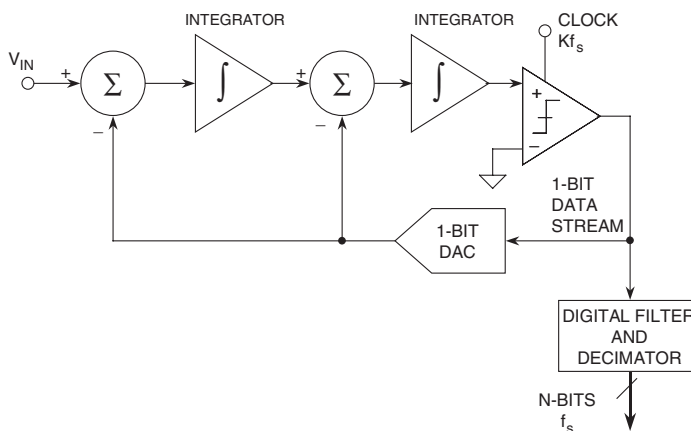 INTEGRATOR
INTEGRATOR
CLOCK
Kfs
VIN
+
Σ
∫
+
Σ
∫
+
−
−
−
1-BIT
DATA
STREAM
1-BIT
DAC
DIGITAL FILTER
AND
DECIMATOR
N-BITS
fs